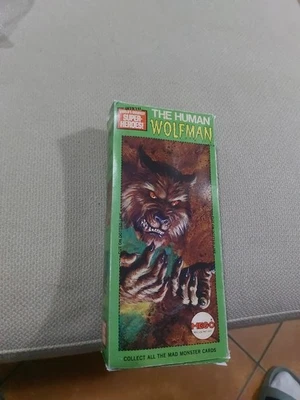 SUPER-
HEROES!
THE HUMAN
WOLFMAN
MEGO
COLLECT ALL THE MAD MONSTER CARDS